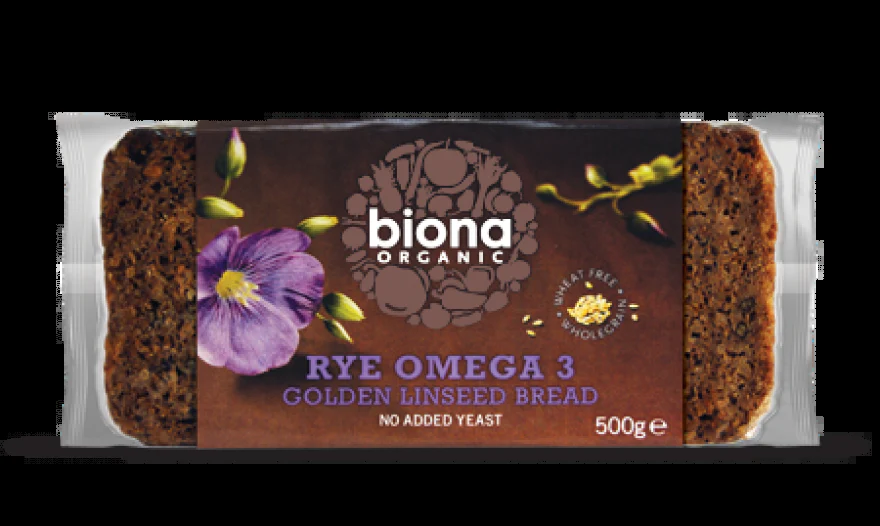 biona
ORGANIC
WHEAT FREE •
WHOLEGRAIN •
RYE OMEGA 3
GOLDEN LINSEED BREAD
NO ADDED YEAST
500g e